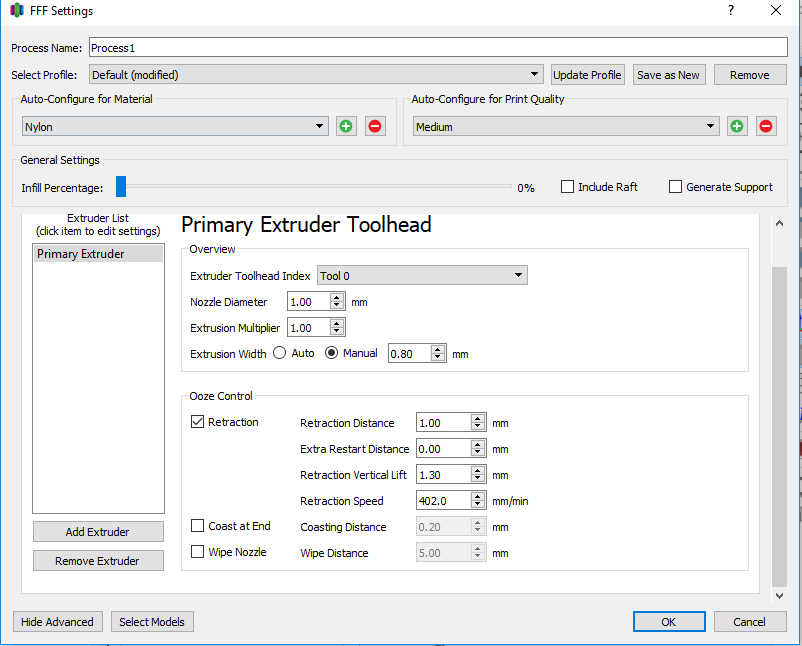 FFF Settings
?
Process Name: Process1
Select Profile: Default (modified) Update Profile Save as New Remove
Auto-Configure for Material Auto-Configure for Print Quality
Nylon Medium
General Settings
Infill Percentage: 0% Include Raft Generate Support
Extruder List
(click item to edit settings)
Primary Extruder
Add Extruder
Remove Extruder
Primary Extruder Toolhead
Overview
Extruder Toolhead Index Tool 0
Nozzle Diameter 1.00 mm
Extrusion Multiplier 1.00
Extrusion Width Auto Manual 0.80 mm
Ooze Control
Retraction Retraction Distance 1.00 mm
Extra Restart Distance 0.00 mm
Retraction Vertical Lift 1.30 mm
Retraction Speed 402.0 mm/min
Coast at End Coasting Distance 0.20 mm
Wipe Nozzle Wipe Distance 5.00 mm
Hide Advanced Select Models OK Cancel